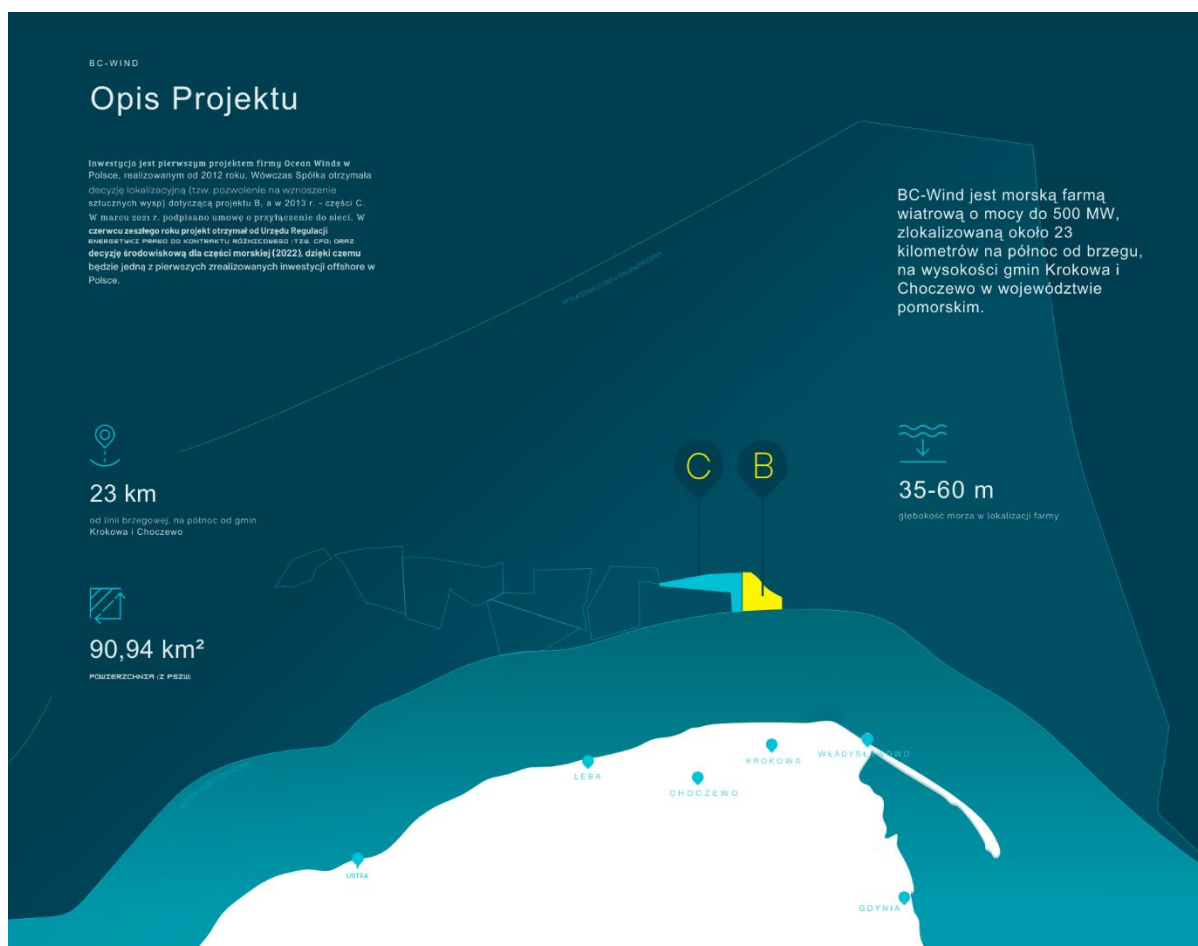 BC-WIND
Opis Projektu
Inwestycja jest pierwszym projektem firmy Ocean Winds w
Polsce, realizowanym od 2012 roku. Wówczas Spółka otrzymała
decyzję lokalizacyjną (tzw. pozwolenie na wznoszenie
sztucznych wysp) dotyczącą projektu B, a w 2013 r. - części C.
W marcu 2021 r. podpisano umowę o przyłączenie do sieci. W
czerwcu zeszłego roku projekt otrzymał od Urzędu Regulacji
ENERGETYKI PRAWO DO KONTRAKTU RÓŻNICOWEGO (TZW. CFD) ORAZ
decyzję środowiskową dla części morskiej (2022), dzięki czemu
będzie jedną z pierwszych zrealizowanych inwestycji offshore w
Polsce.
BC-Wind jest morską farmą
wiatrową o mocy do 500 MW,
zlokalizowaną około 23
kilometrów na północ od brzegu,
na wysokości gmin Krokowa i
Choczewo w województwie
pomorskim.
WYŁĄCZNA STREFA EKONOMICZNA
23 km
od linii brzegowej, na północ od gmin
Krokowa i Choczewo
C
B
35-60 m
głębokość morza w lokalizacji farmy
90,94 km²
POWIERZCHNIA (Z PSZW)
ŁEBA
CHOCZEWO
KROKOWA
WŁADYSŁAWOWO
USTKA
GDYNIA